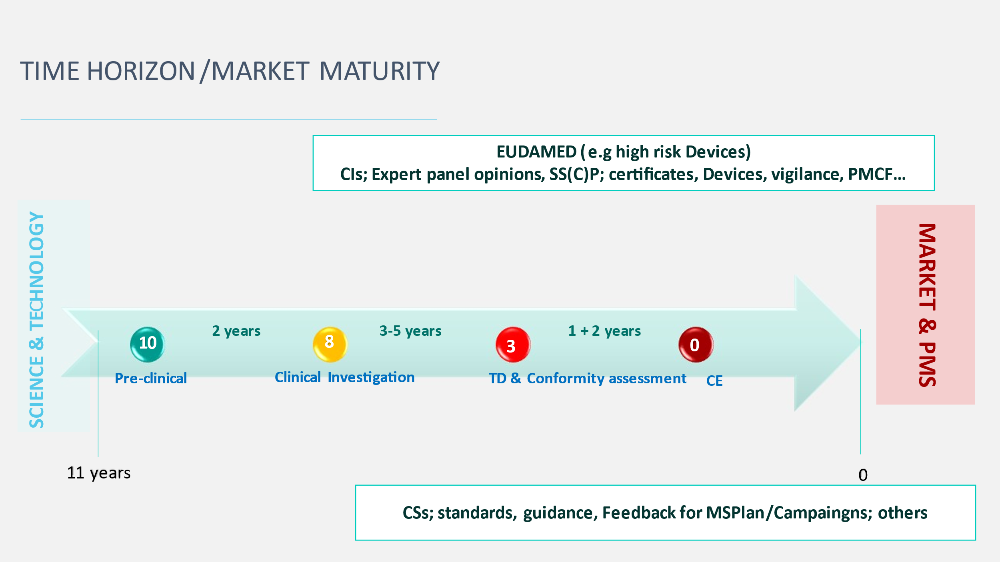 TIME HORIZON/MARKET MATURITY
EUDAMED (e.g high risk Devices)
CIs; Expert panel opinions, SS(C)P; certificates, Devices, vigilance, PMCF...
SCIENCE & TECHNOLOGY
MARKET & PMS
2 years
3-5 years
1 + 2 years
10
8
3
0
Pre-clinical
Clinical Investigation
TD & Conformity assessment
CE
11 years
0
CSs; standards, guidance, Feedback for MSPlan/Campaingns; others